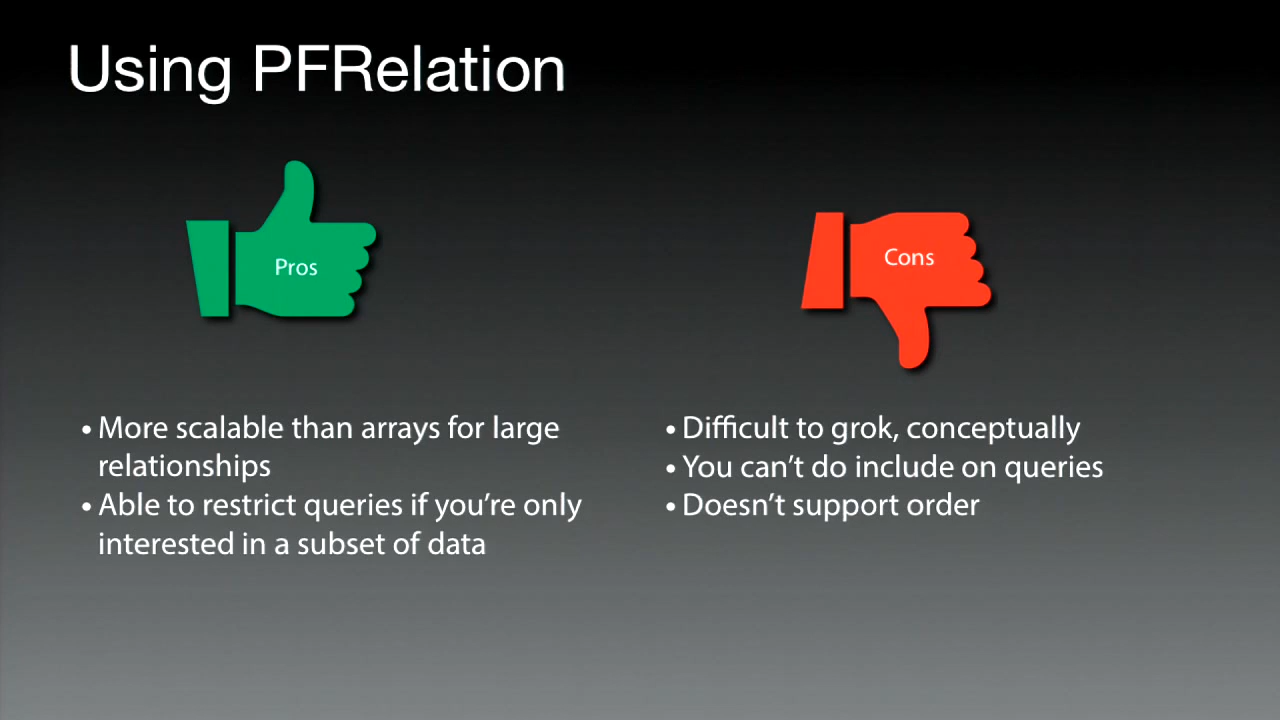 Using PFRelation
Pros
Cons
• More scalable than arrays for large
relationships
• Able to restrict queries if you’re only
interested in a subset of data
• Difficult to grok, conceptually
• You can’t do include on queries
• Doesn’t support order